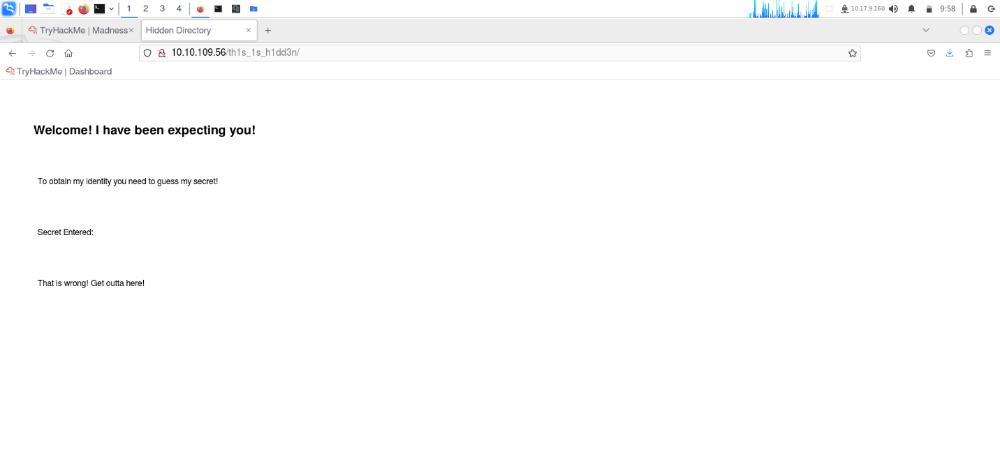 1 2 3 4 10.17.9.160 9:58
TryHackMe | Madness Hidden Directory
10.10.109.56/th1s_1s_h1dd3n/
TryHackMe | Dashboard
Welcome! I have been expecting you!
To obtain my identity you need to guess my secret!
Secret Entered:
That is wrong! Get outta here!